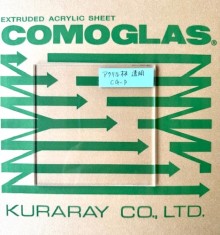 EXTRUDED ACRYLIC SHEET
COMOGLAS®
アクリル板 透明
KURARAY CO., LTD.